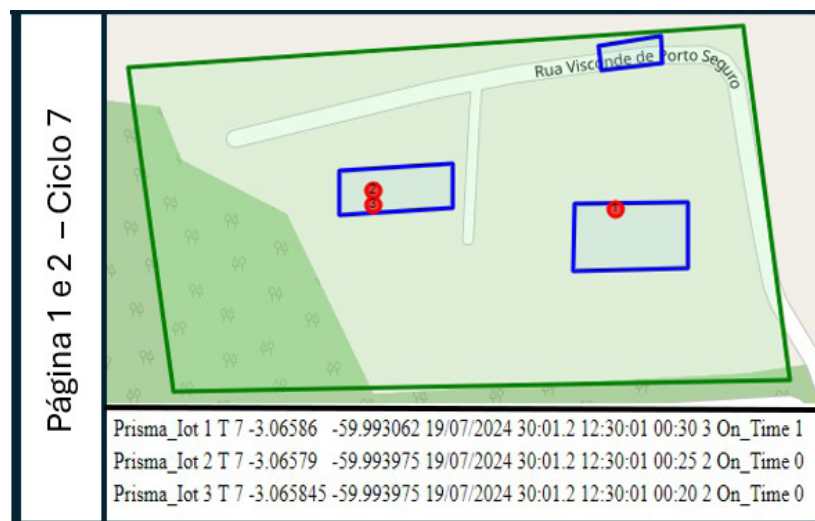 Página 1 e 2 – Ciclo 7
Rua Visconde de Porto Seguro
2
3
1
Prisma_Iot 1 T 7 -3.06586 -59.993062 19/07/2024 30:01.2 12:30:01 00:30 3 On_Time 1
Prisma_Iot 2 T 7 -3.06579 -59.993975 19/07/2024 30:01.2 12:30:01 00:25 2 On_Time 0
Prisma_Iot 3 T 7 -3.065845 -59.993975 19/07/2024 30:01.2 12:30:01 00:20 2 On_Time 0